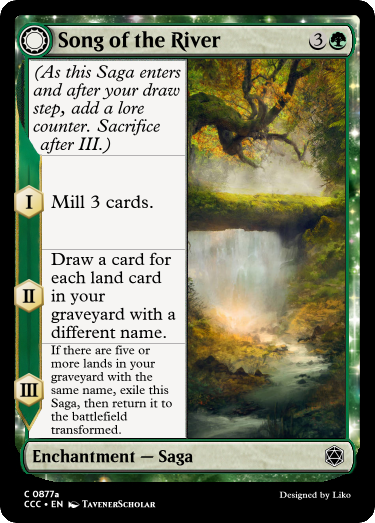 Song of the River 3
(As this Saga enters
and after your draw
step, add a lore
counter. Sacrifice
after III.)
I
Mill 3 cards.
Draw a card for
each land card
II
in your
graveyard with a
different name.
If there are five or
more lands in your
graveyard with the
III
same name, exile this
Saga, then return it to
the battlefield
transformed.
Enchantment — Saga
C 0877a
CCC • EN TavenerScholar
Designed by Liko